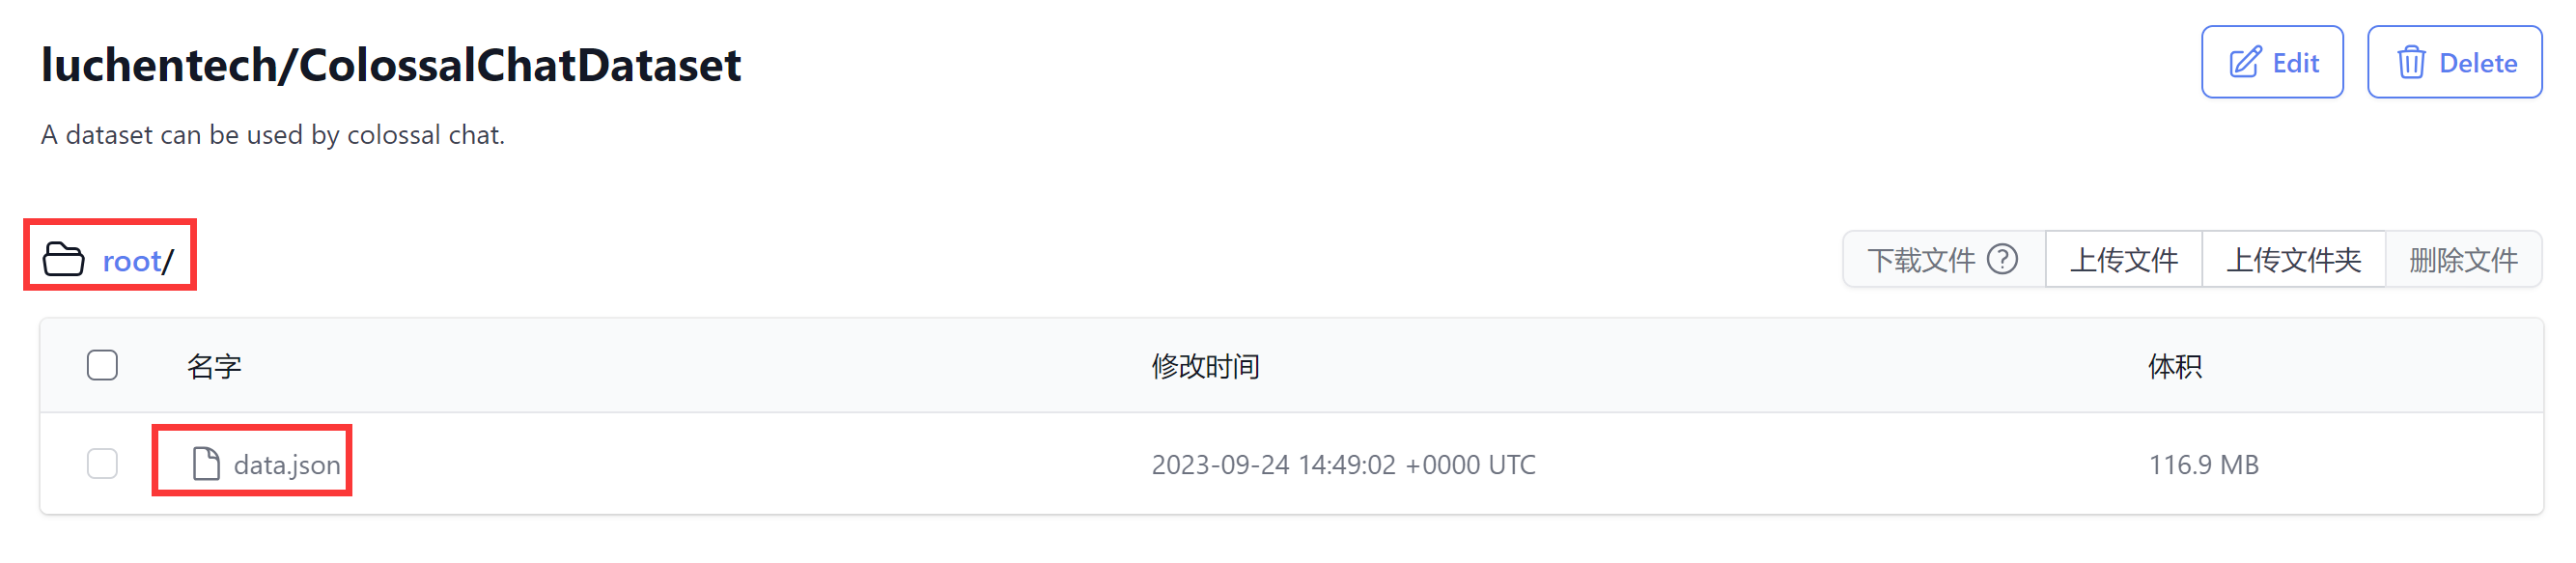 luchentech/ColossalChatDataset
Edit
Delete
A dataset can be used by colossal chat.
root/
下载文件 ?
上传文件
上传文件夹
删除文件
名字 修改时间 体积
data.json 2023-09-24 14:49:02 +0000 UTC 116.9 MB